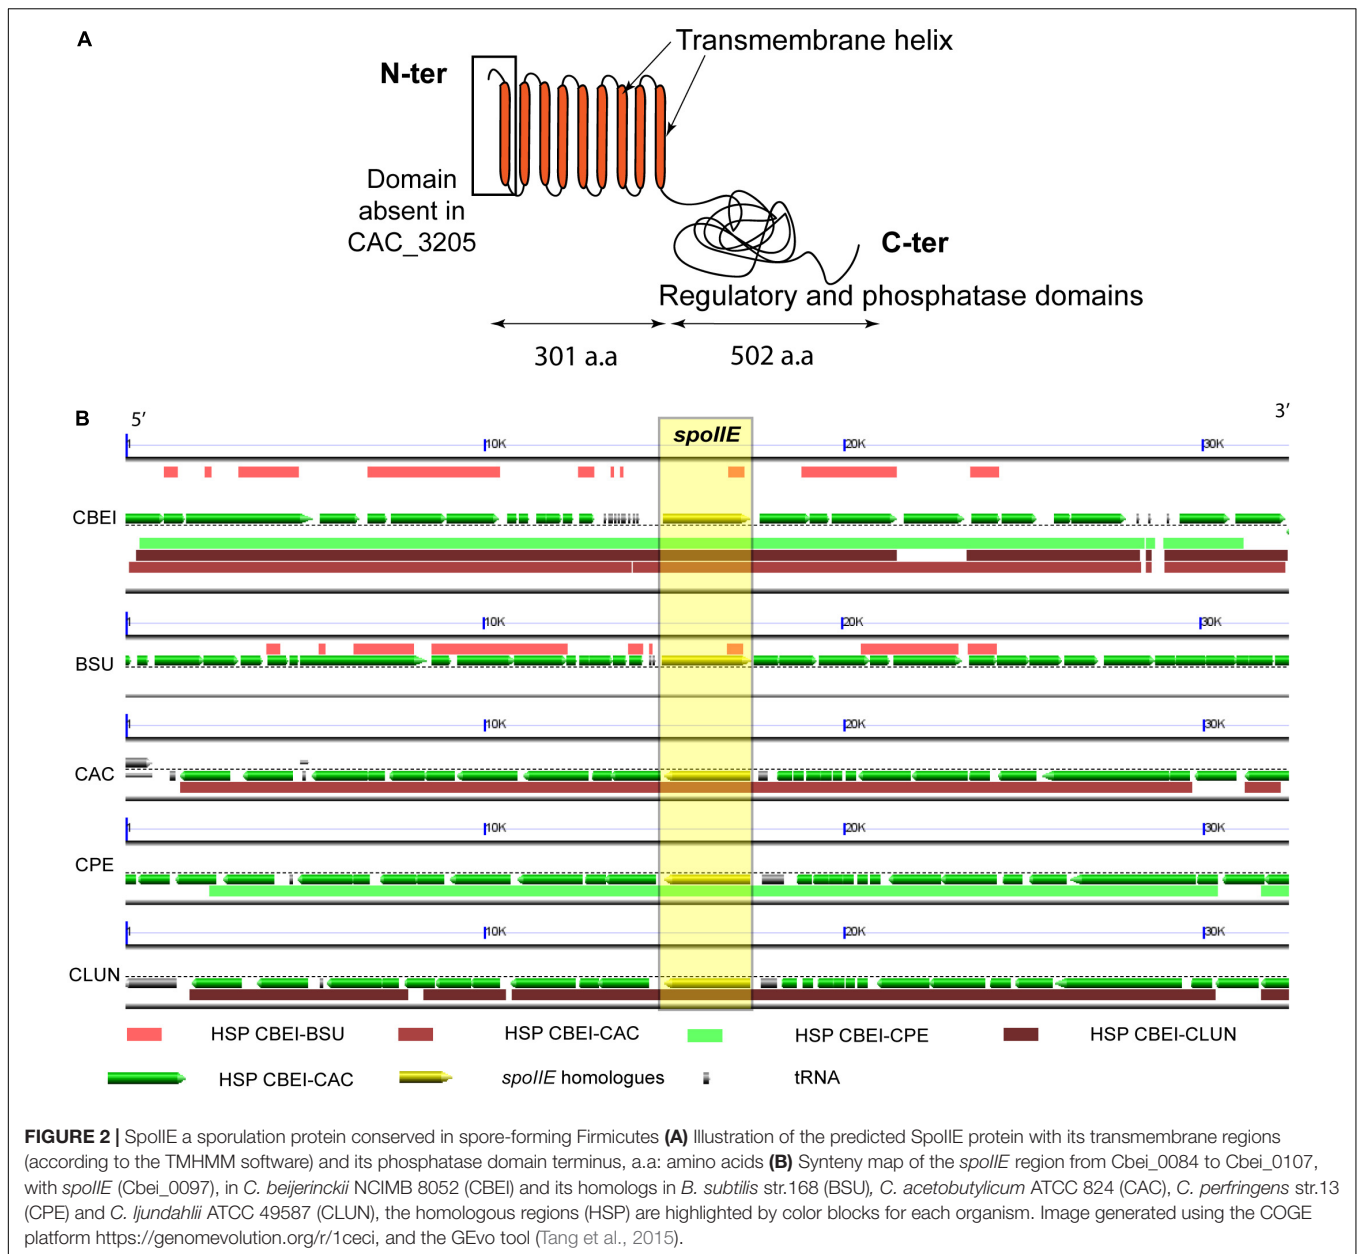 A
Transmembrane helix
N-ter
Domain
absent in
CAC_3205
C-ter
Regulatory and phosphatase domains
301 a.a
502 a.a
B
5'
3'
spoIIE
1
10K
20K
30K
CBEI
1
10K
20K
30K
BSU
1
10K
20K
30K
CAC
1
10K
20K
30K
CPE
1
10K
20K
30K
CLUN
HSP CBEI-BSU
HSP CBEI-CAC
HSP CBEI-CPE
HSP CBEI-CLUN
HSP CBEI-CAC
spoIIE homologues
tRNA
FIGURE 2 | SpoIIE a sporulation protein conserved in spore-forming Firmicutes (A) Illustration of the predicted SpoIIE protein with its transmembrane regions
(according to the TMHMM software) and its phosphatase domain terminus, a.a: amino acids (B) Synteny map of the spoIIE region from Cbei_0084 to Cbei_0107,
with spoIIE (Cbei_0097), in C. beijerinckii NCIMB 8052 (CBEI) and its homologs in B. subtilis str.168 (BSU), C. acetobutylicum ATCC 824 (CAC), C. perfringens str.13
(CPE) and C. ljundahlii ATCC 49587 (CLUN), the homologous regions (HSP) are highlighted by color blocks for each organism. Image generated using the COGE
platform https://genomevolution.org/r/1ceci, and the GEvo tool (Tang et al., 2015).